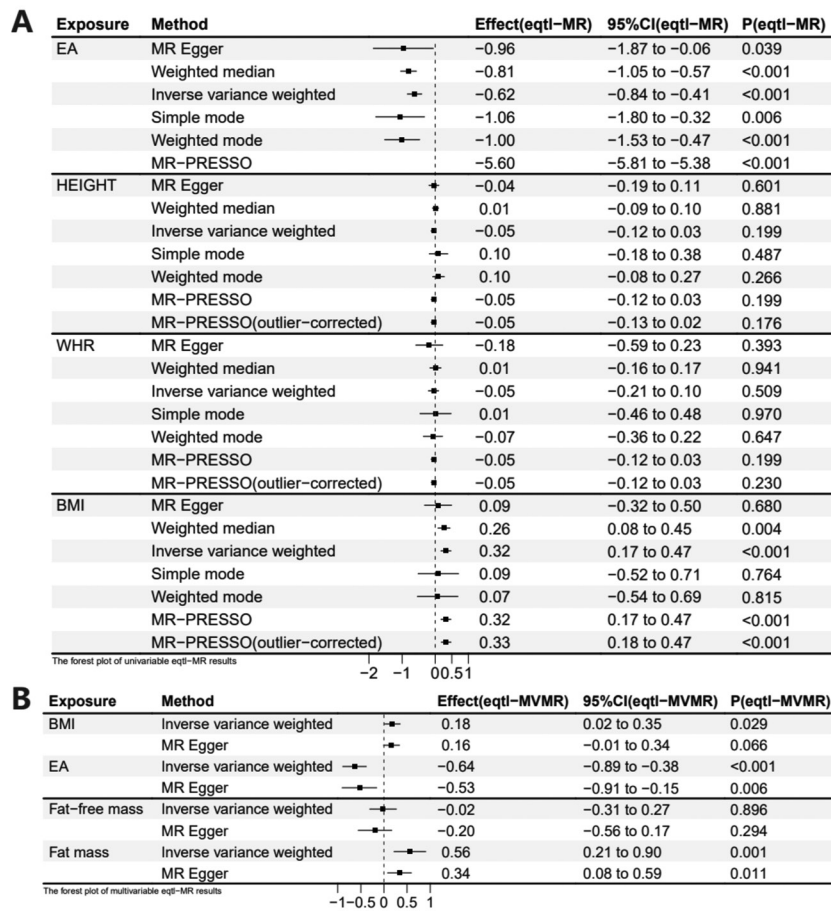 A
Exposure Method Effect(eqtl−MR) 95%CI(eqtl−MR) P(eqtl−MR)
EA MR Egger −0.96 −1.87 to −0.06 0.039
Weighted median −0.81 −1.05 to −0.57 <0.001
Inverse variance weighted −0.62 −0.84 to −0.41 <0.001
Simple mode −1.06 −1.80 to −0.32 0.006
Weighted mode −1.00 −1.53 to −0.47 <0.001
MR−PRESSO −5.60 −5.81 to −5.38 <0.001
HEIGHT MR Egger −0.04 −0.19 to 0.11 0.601
Weighted median 0.01 −0.09 to 0.10 0.881
Inverse variance weighted −0.05 −0.12 to 0.03 0.199
Simple mode 0.10 −0.18 to 0.38 0.487
Weighted mode 0.10 −0.08 to 0.27 0.266
MR−PRESSO −0.05 −0.12 to 0.03 0.199
MR−PRESSO(outlier−corrected) −0.05 −0.13 to 0.02 0.176
WHR MR Egger −0.18 −0.59 to 0.23 0.393
Weighted median 0.01 −0.16 to 0.17 0.941
Inverse variance weighted −0.05 −0.21 to 0.10 0.509
Simple mode 0.01 −0.46 to 0.48 0.970
Weighted mode −0.07 −0.36 to 0.22 0.647
MR−PRESSO −0.05 −0.12 to 0.03 0.199
MR−PRESSO(outlier−corrected) −0.05 −0.12 to 0.03 0.230
BMI MR Egger 0.09 −0.32 to 0.50 0.680
Weighted median 0.26 0.08 to 0.45 0.004
Inverse variance weighted 0.32 0.17 to 0.47 <0.001
Simple mode 0.09 −0.52 to 0.71 0.764
Weighted mode 0.07 −0.54 to 0.69 0.815
MR−PRESSO 0.32 0.17 to 0.47 <0.001
MR−PRESSO(outlier−corrected) 0.33 0.18 to 0.47 <0.001
The forest plot of univariable eqtl−MR results
−2 −1 0 0.5 1
B
Exposure Method Effect(eqtl−MVMR) 95%CI(eqtl−MVMR) P(eqtl−MVMR)
BMI Inverse variance weighted 0.18 0.02 to 0.35 0.029
MR Egger 0.16 −0.01 to 0.34 0.066
EA Inverse variance weighted −0.64 −0.89 to −0.38 <0.001
MR Egger −0.53 −0.91 to −0.15 0.006
Fat−free mass Inverse variance weighted −0.02 −0.31 to 0.27 0.896
MR Egger −0.20 −0.56 to 0.17 0.294
Fat mass Inverse variance weighted 0.56 0.21 to 0.90 0.001
MR Egger 0.34 0.08 to 0.59 0.011
The forest plot of multivariable eqtl−MR results
−1 −0.5 0 0.5 1